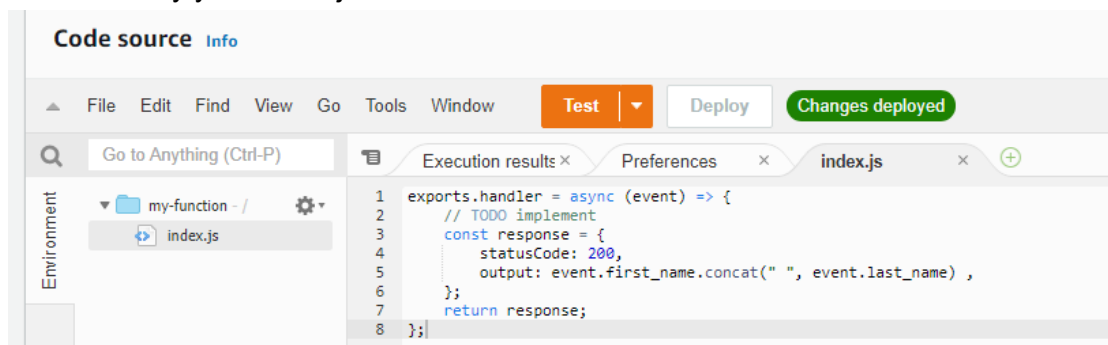 Code source Info
File Edit Find View Go Tools Window Test Deploy Changes deployed
Go to Anything (Ctrl-P)
Execution results × Preferences × index.js ×
Environment
my-function - /
index.js
1 exports.handler = async (event) => {
2 // TODO implement
3 const response = {
4 statusCode: 200,
5 output: event.first_name.concat(" ", event.last_name) ,
6 };
7 return response;
8 };